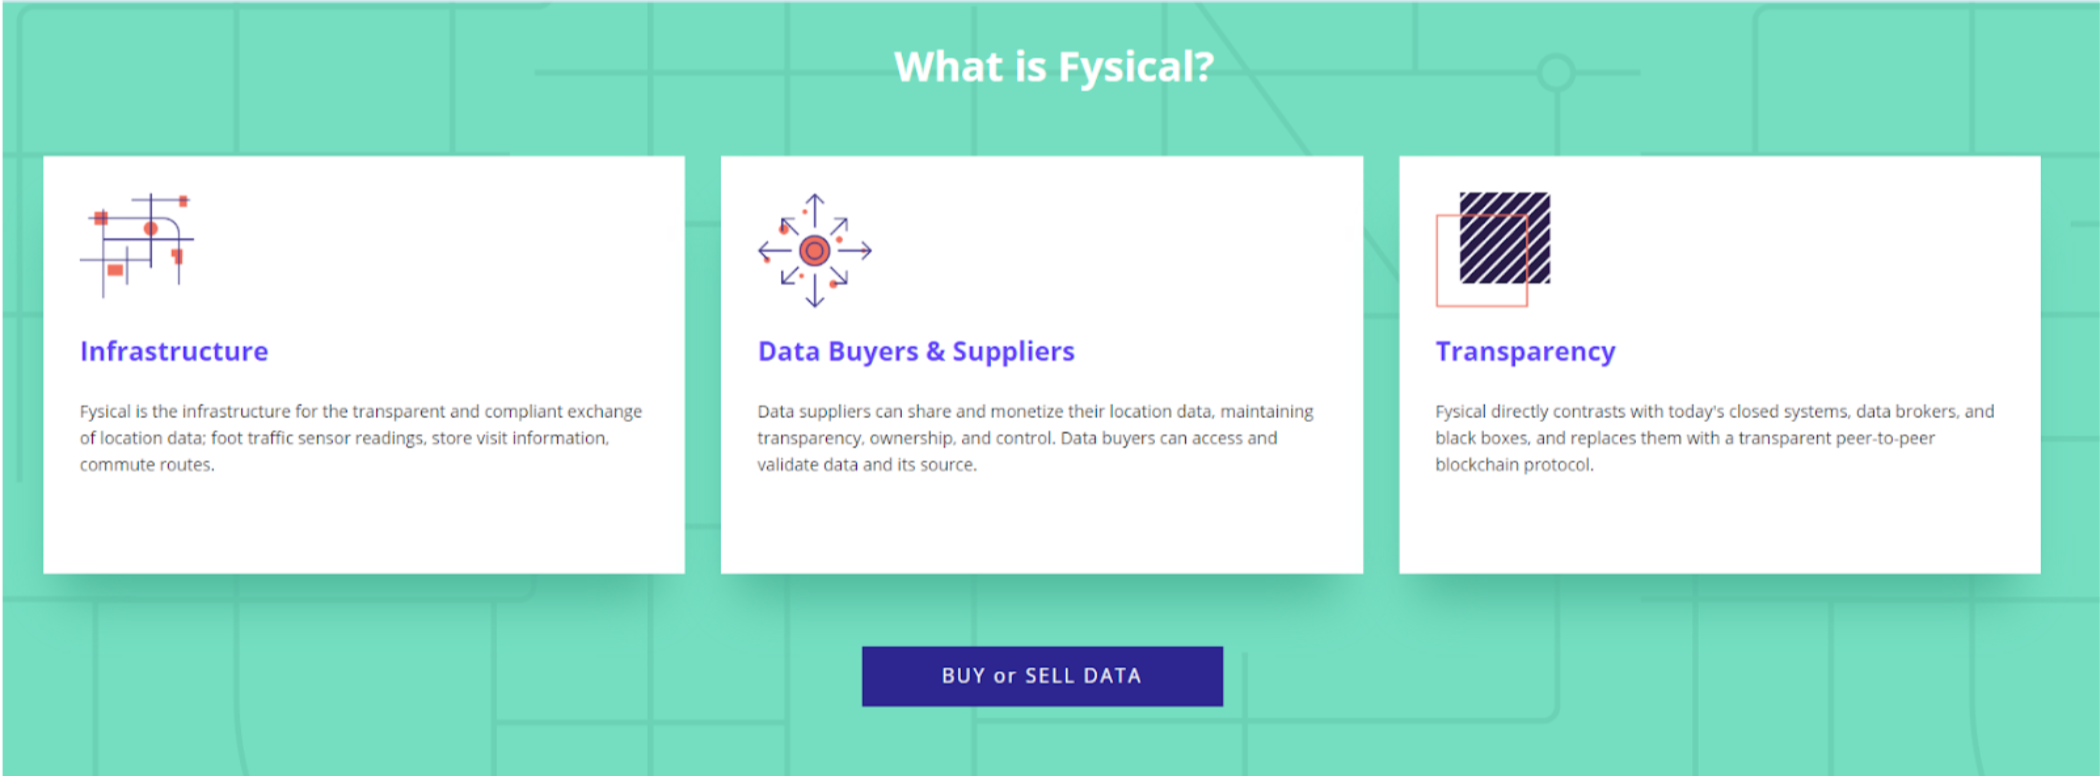 What is Fysical?
Infrastructure
Fysical is the infrastructure for the transparent and compliant exchange
of location data; foot traffic sensor readings, store visit information,
commute routes.
Data Buyers & Suppliers
Data suppliers can share and monetize their location data, maintaining
transparency, ownership, and control. Data buyers can access and
validate data and its source.
Transparency
Fysical directly contrasts with today's closed systems, data brokers, and
black boxes, and replaces them with a transparent peer-to-peer
blockchain protocol.
BUY or SELL DATA